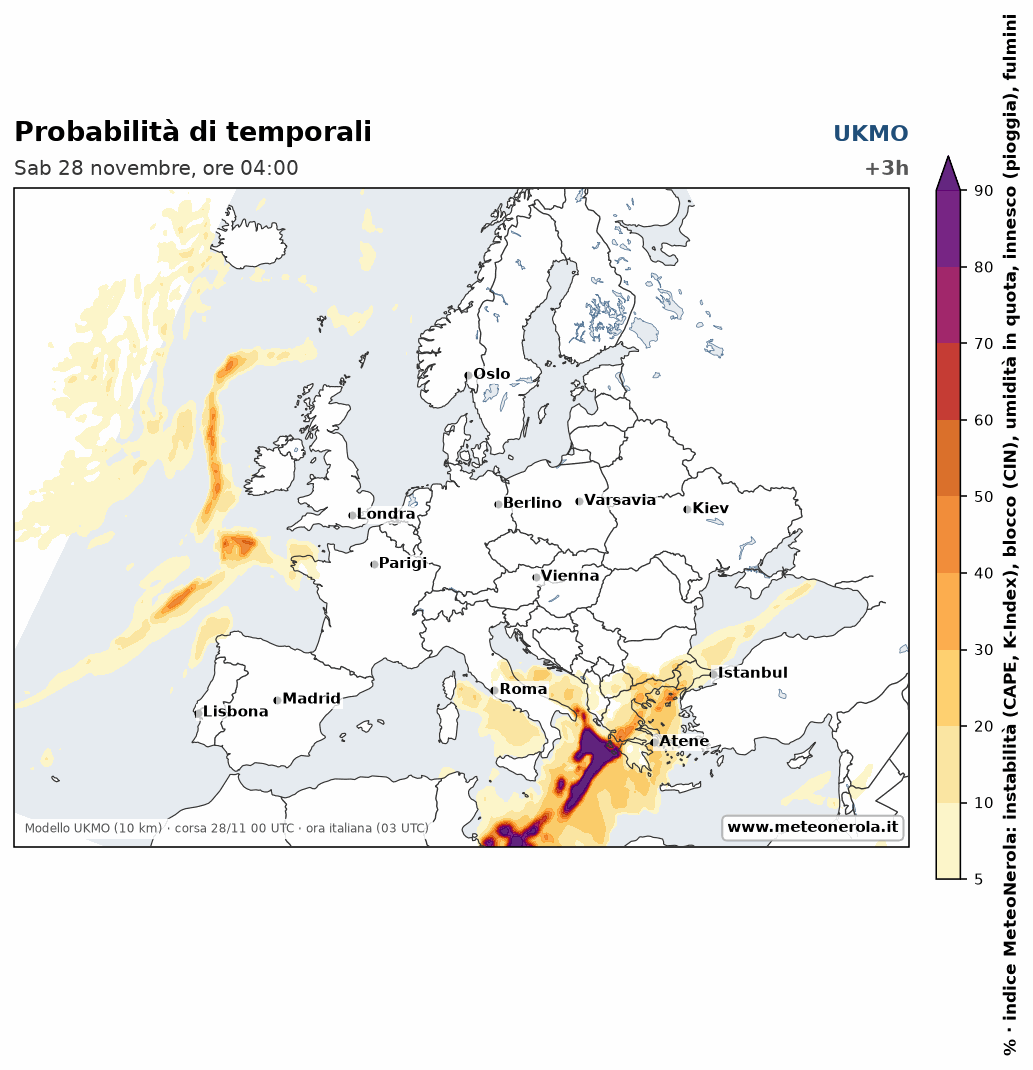 Probabilità di temporali
UKMO
Sab 28 novembre, ore 04:00
+3h
90
80
70
60
50
40
30
20
10
5
% · indice MeteoNerola: instabilità (CAPE, K-Index), blocco (CIN), umidità in quota, innesco (pioggia), fulmini
Oslo
Berlino
Varsavia
Kiev
Londra
Parigi
Vienna
Istanbul
Roma
Madrid
Lisbona
Atene
Modello UKMO (10 km) · corsa 28/11 00 UTC · ora italiana (03 UTC)
www.meteonerola.it